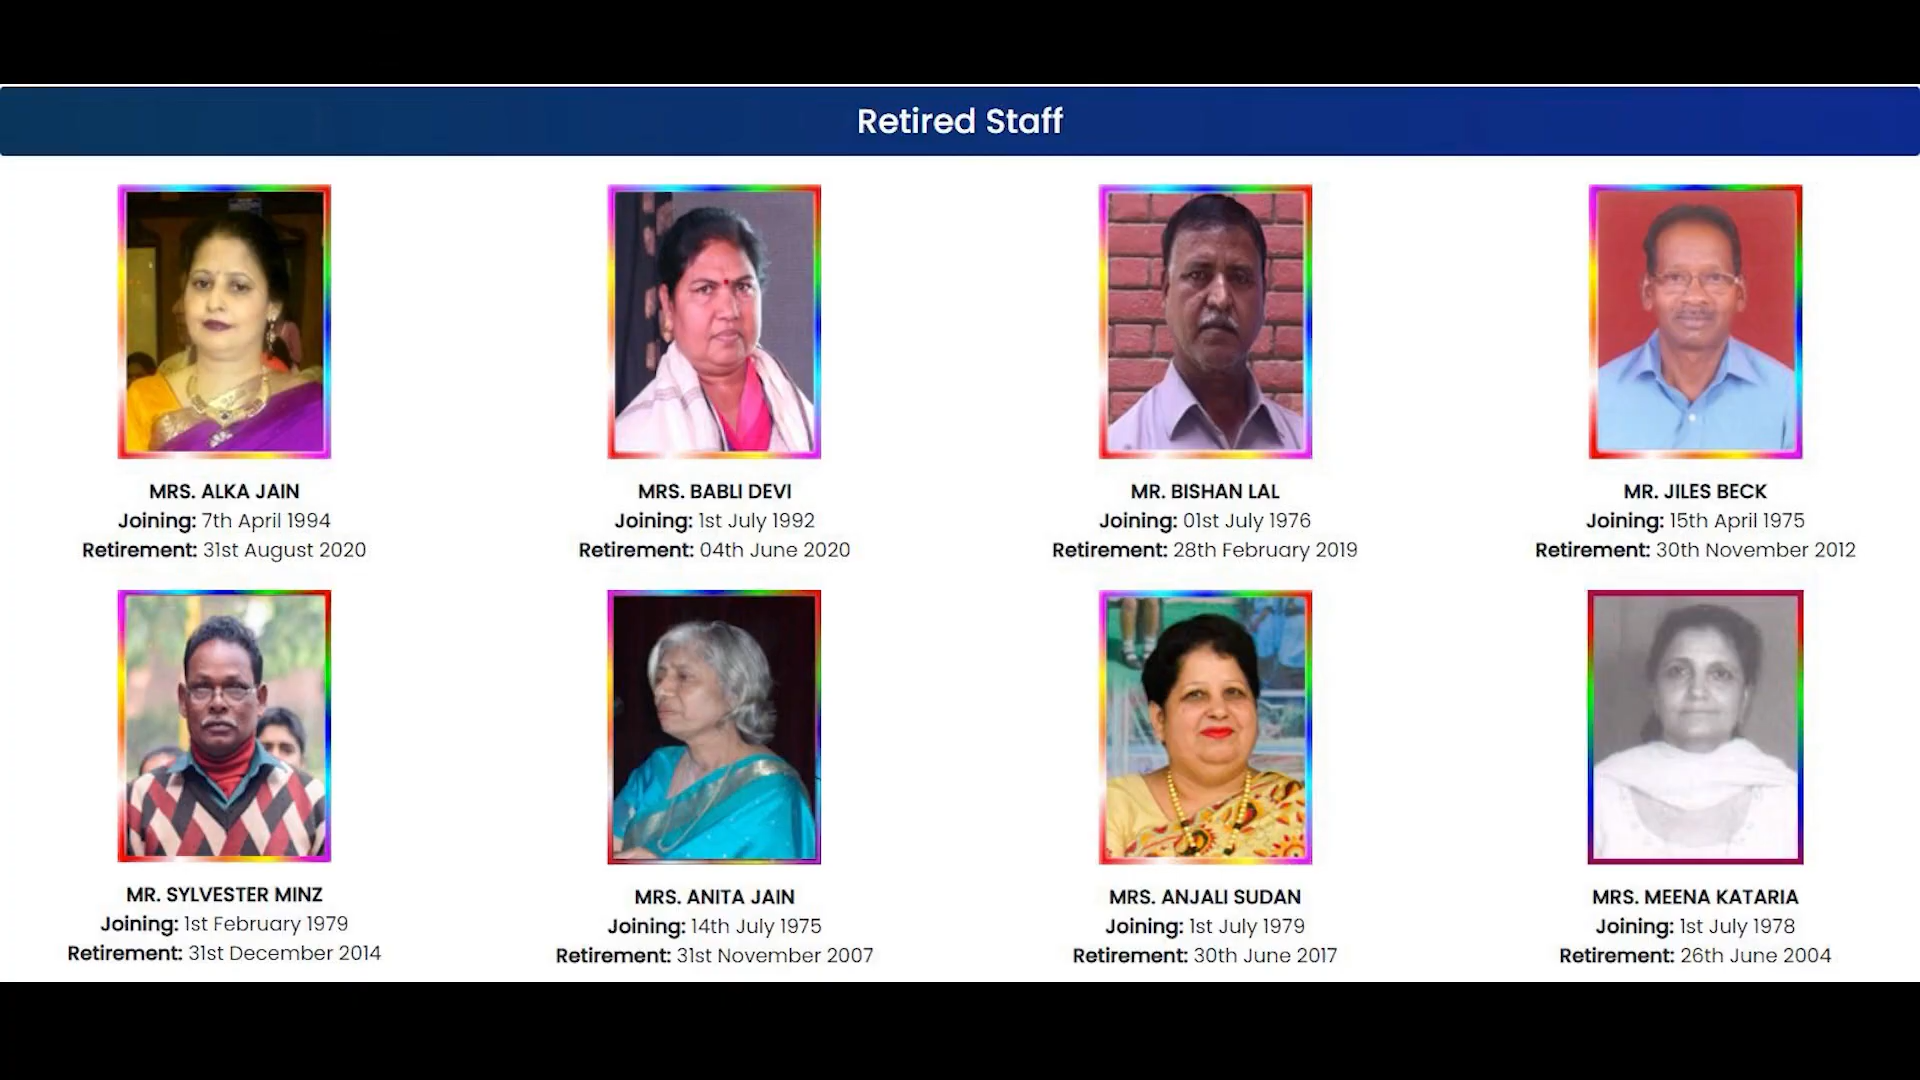 Retired Staff
MRS. ALKA JAIN
Joining: 7th April 1994
Retirement: 31st August 2020
MRS. BABLI DEVI
Joining: 1st July 1992
Retirement: 04th June 2020
MR. BISHAN LAL
Joining: 01st July 1976
Retirement: 28th February 2019
MR. JILES BECK
Joining: 15th April 1975
Retirement: 30th November 2012
MR. SYLVESTER MINZ
Joining: 1st February 1979
Retirement: 31st December 2014
MRS. ANITA JAIN
Joining: 14th July 1975
Retirement: 31st November 2007
MRS. ANJALI SUDAN
Joining: 1st July 1979
Retirement: 30th June 2017
MRS. MEENA KATARIA
Joining: 1st July 1978
Retirement: 26th June 2004